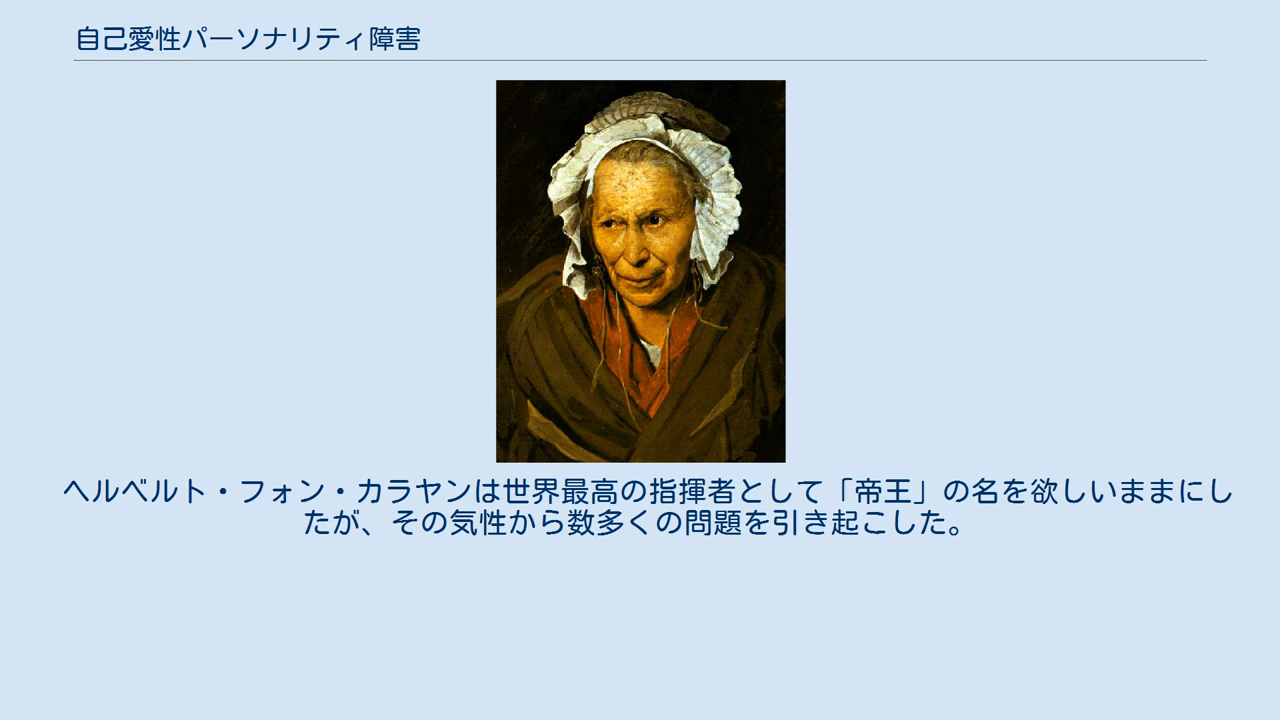 自己愛性パーソナリティ障害
ヘルベルト・フォン・カラヤンは世界最高の指揮者として「帝王」の名を欲しいままにし
たが、その気性から数多くの問題を引き起こした。